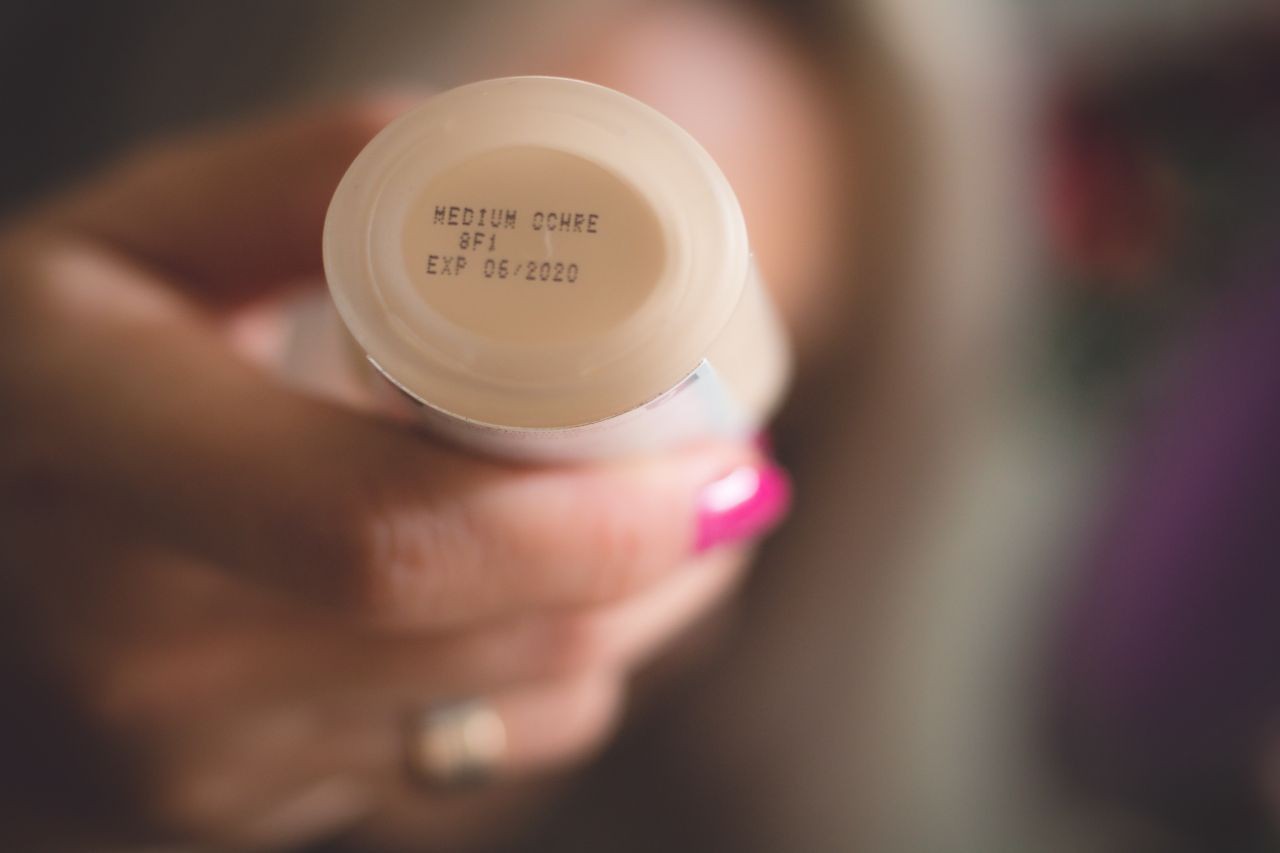 MEDIUM OCHRE
8F1
EXP 06/2020